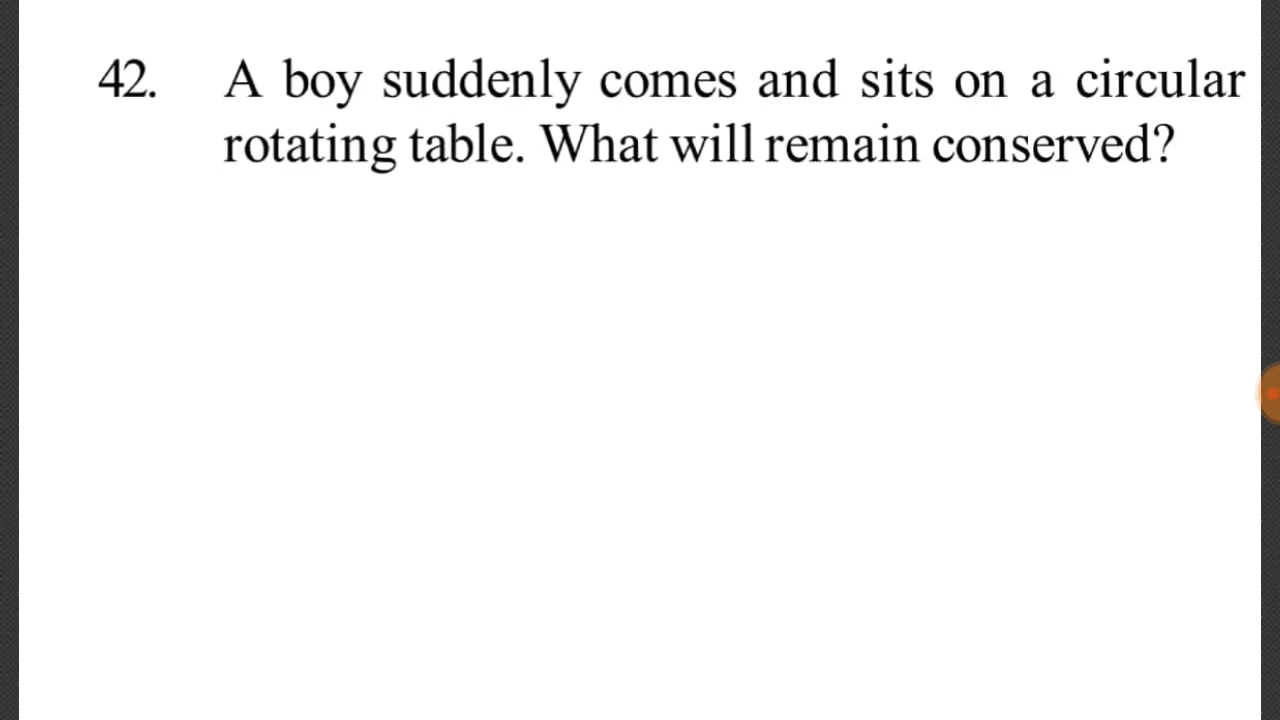 42. A boy suddenly comes and sits on a circular
rotating table. What will remain conserved?